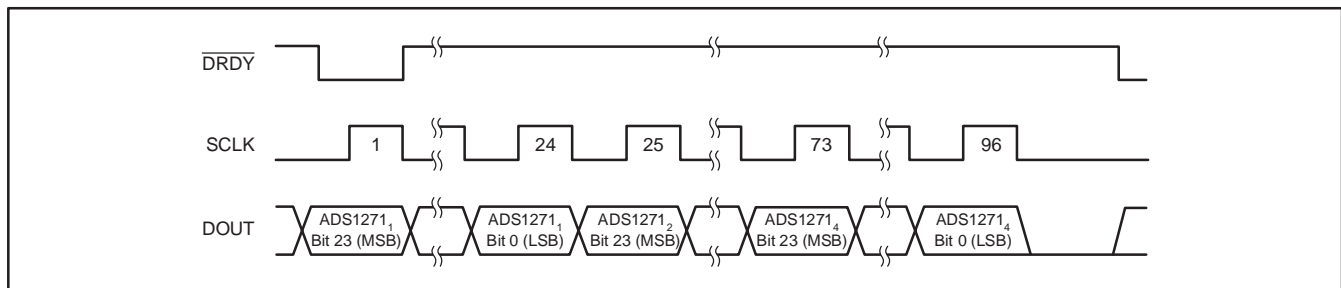 DRDY
SCLK
1
24
25
73
96
DOUT
ADS1271₁
Bit 23 (MSB)
ADS1271₁
Bit 0 (LSB)
ADS1271₂
Bit 23 (MSB)
ADS1271₄
Bit 23 (MSB)
ADS1271₄
Bit 0 (LSB)